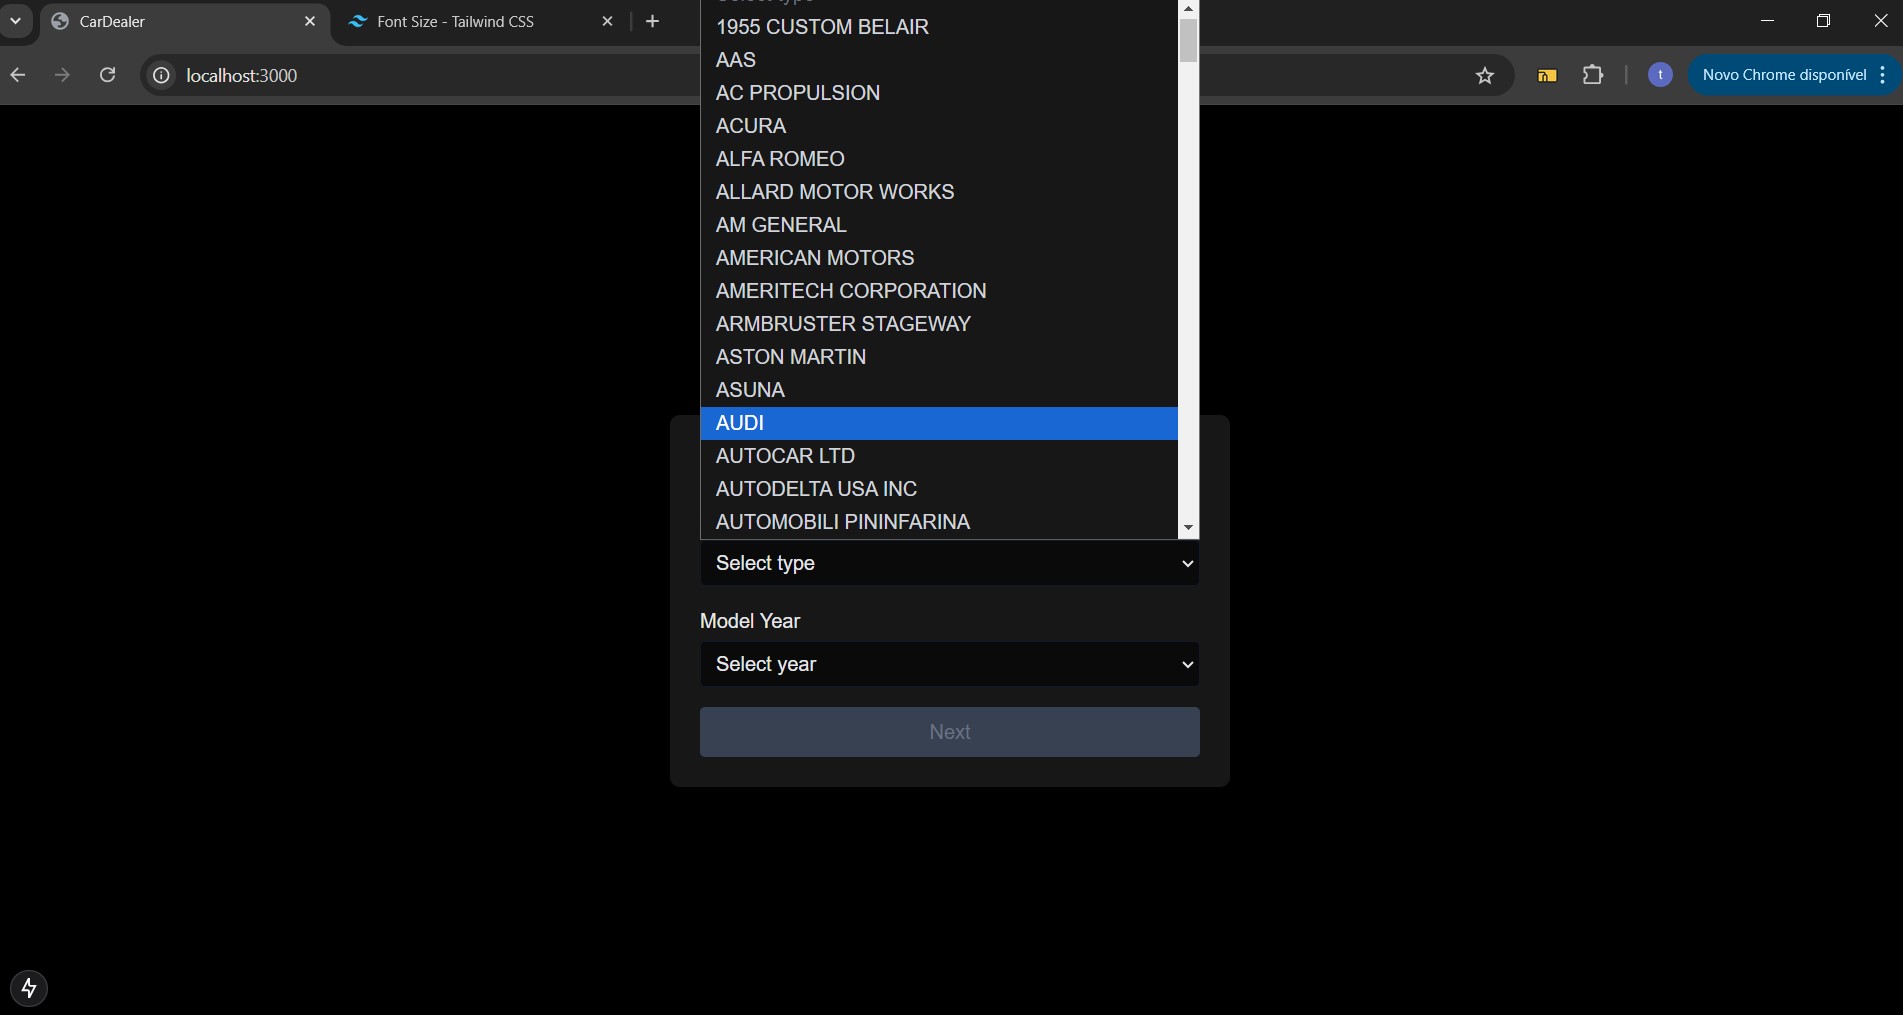 CarDealer
Font Size - Tailwind CSS
localhost:3000
t
Novo Chrome disponível
Select type
1955 CUSTOM BELAIR
AAS
AC PROPULSION
ACURA
ALFA ROMEO
ALLARD MOTOR WORKS
AM GENERAL
AMERICAN MOTORS
AMERITECH CORPORATION
ARMBRUSTER STAGEWAY
ASTON MARTIN
ASUNA
AUDI
AUTOCAR LTD
AUTODELTA USA INC
AUTOMOBILI PININFARINA
Select type
Model Year
Select year
Next